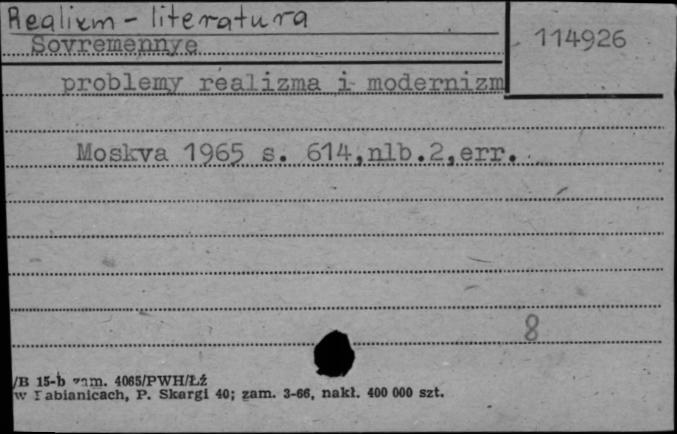 Realizm - literatura
Sovremennye
114926
problemy realizma i modernizm
Moskva 1965 s. 614,nlb.2,err.
8
/B 15-b zam. 4065/PWH/Łź
w Pabianicach, P. Skargi 40; zam. 3-66, nakł. 400 000 szt.